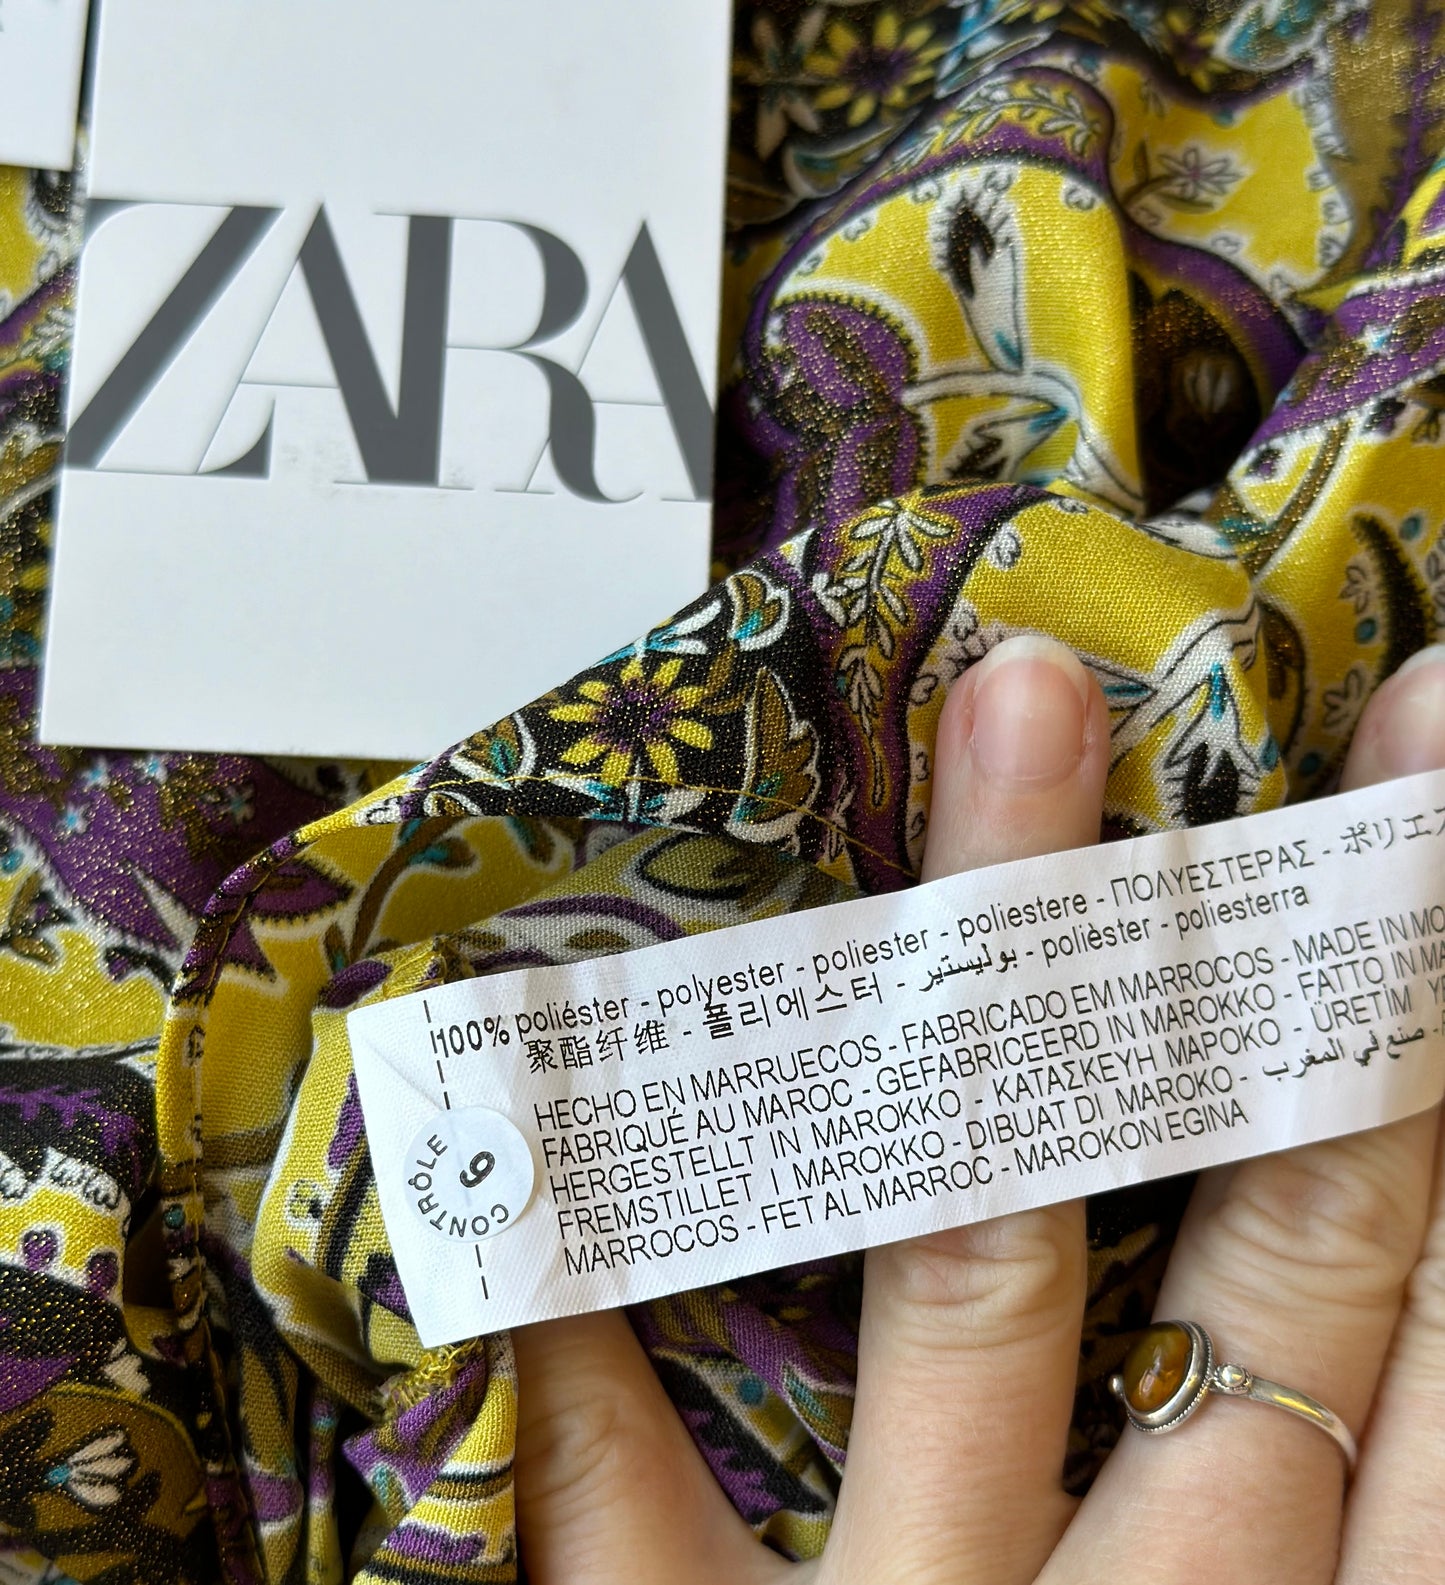 ZARA
100% poliéster - polyester - poliester - poliestere - ΠΟΛΥΕΣΤΕΡΑΣ - ポリエス
聚酯纤维 - 폴리에스터 - بوليستير - polièster - poliesterra
HECHO EN MARRUECOS - FABRICADO EM MARROCOS - MADE IN MO
FABRIQUÉ AU MAROC - GEFABRICEERD IN MAROKKO - FATTO IN MA
HERGESTELLT IN MAROKKO - ΚΑΤΑΣΚΕΥΗ ΜΑΡΟΚΟ - ÜRETİM YE
FREMSTILLET I MAROKKO - DIBUAT DI MAROKO - صنع في المغرب -
MARROCOS - FET AL MARROC - MAROKON EGINA
CONTRÔLE
6